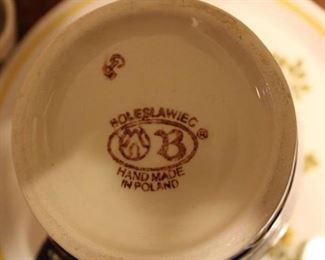 G
BOLESLAWIEC
B ®
HAND MADE
IN POLAND